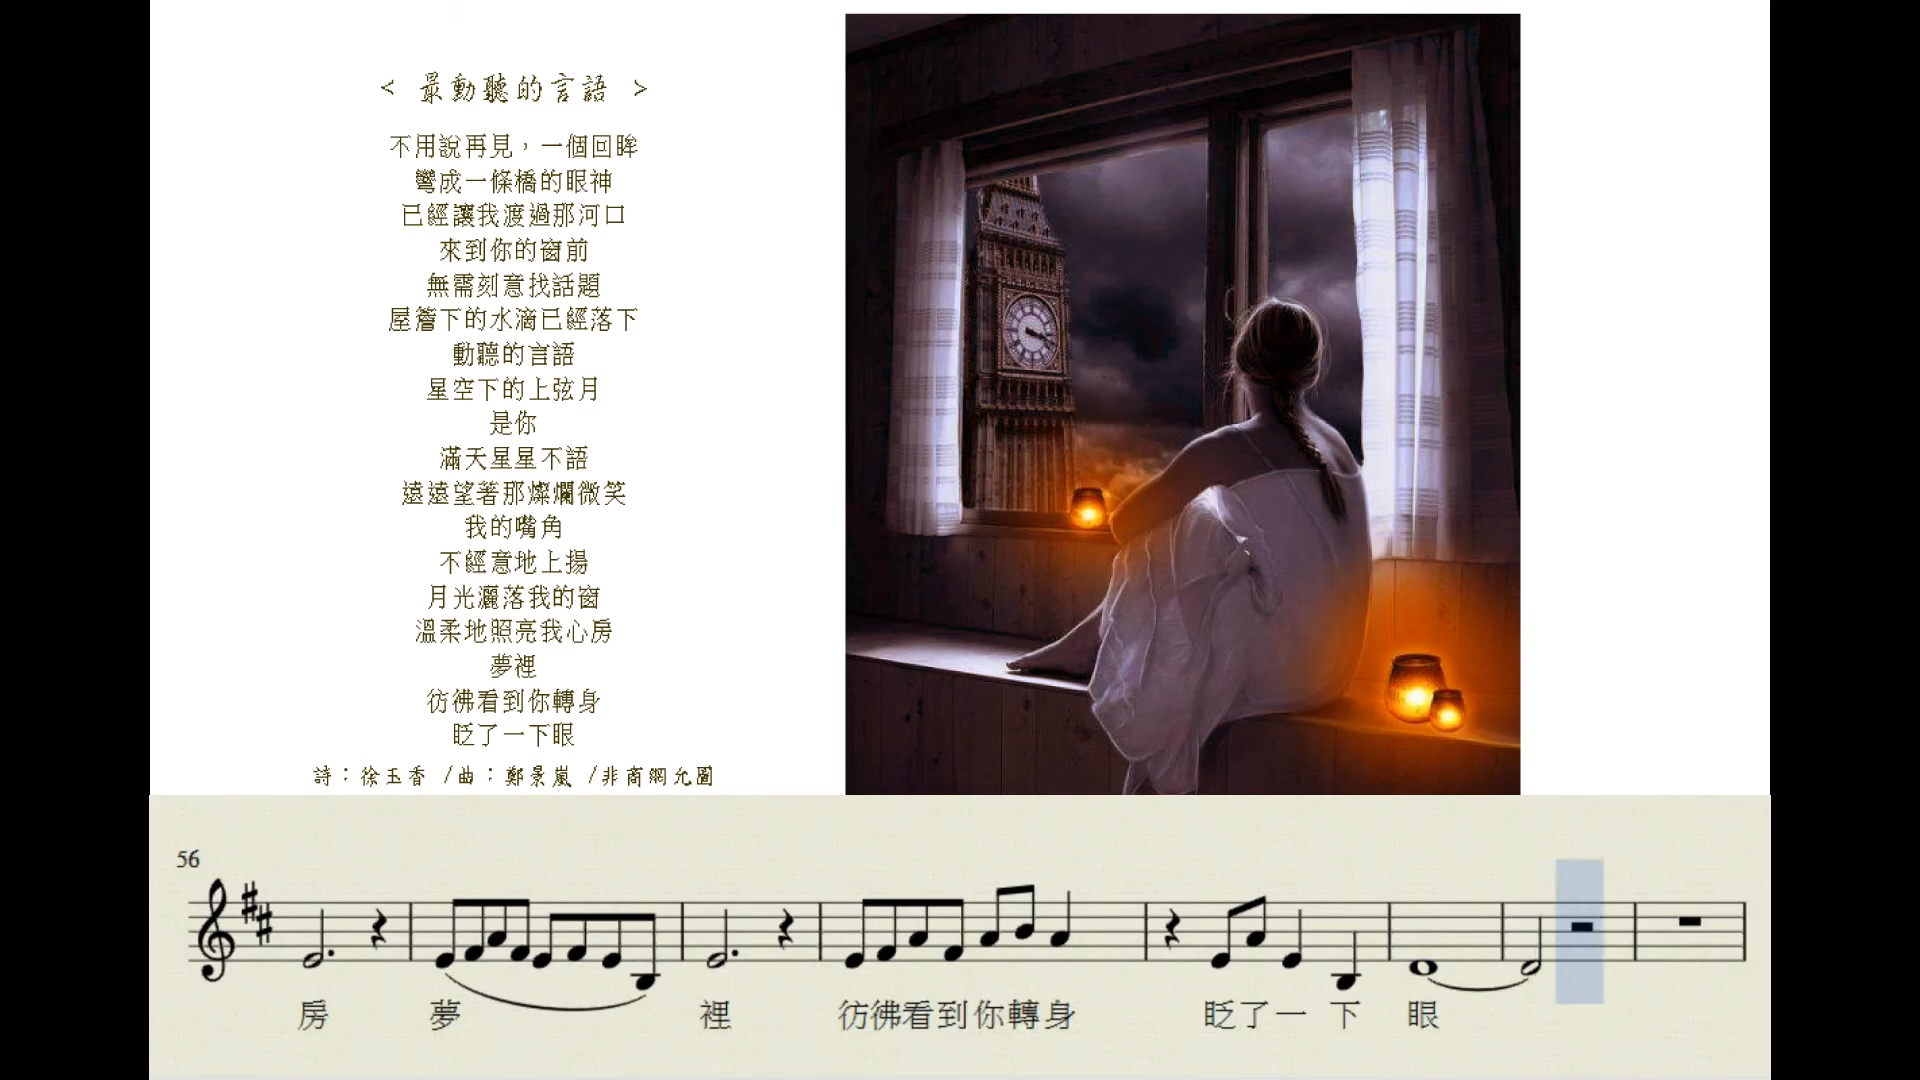 < 最動聽的言語 >
不用說再見，一個回眸
彎成一條橋的眼神
已經讓我渡過那河口
來到你的窗前
無需刻意找話題
屋簷下的水滴已經落下
動聽的言語
星空下的上弦月
是你
滿天星星不語
遠遠望著那燦爛微笑
我的嘴角
不經意地上揚
月光灑落我的窗
溫柔地照亮我心房
夢裡
彷彿看到你轉身
眨了一下眼
詩：徐玉香 /曲：鄭景嵐 /非商網允圖
56
房 夢 裡 彷彿看到你轉身 眨了一 下 眼